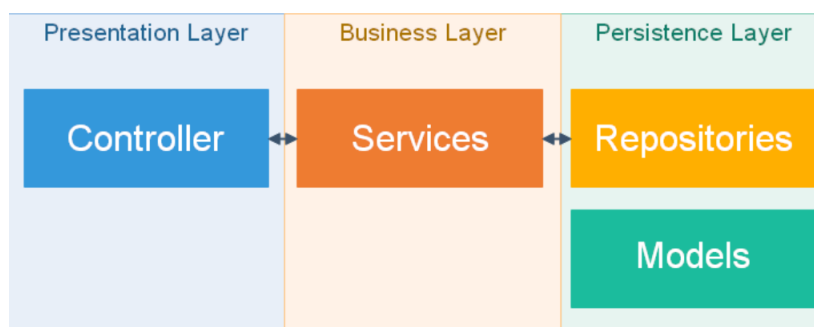 Presentation Layer
Business Layer
Persistence Layer
Controller
Services
Repositories
Models